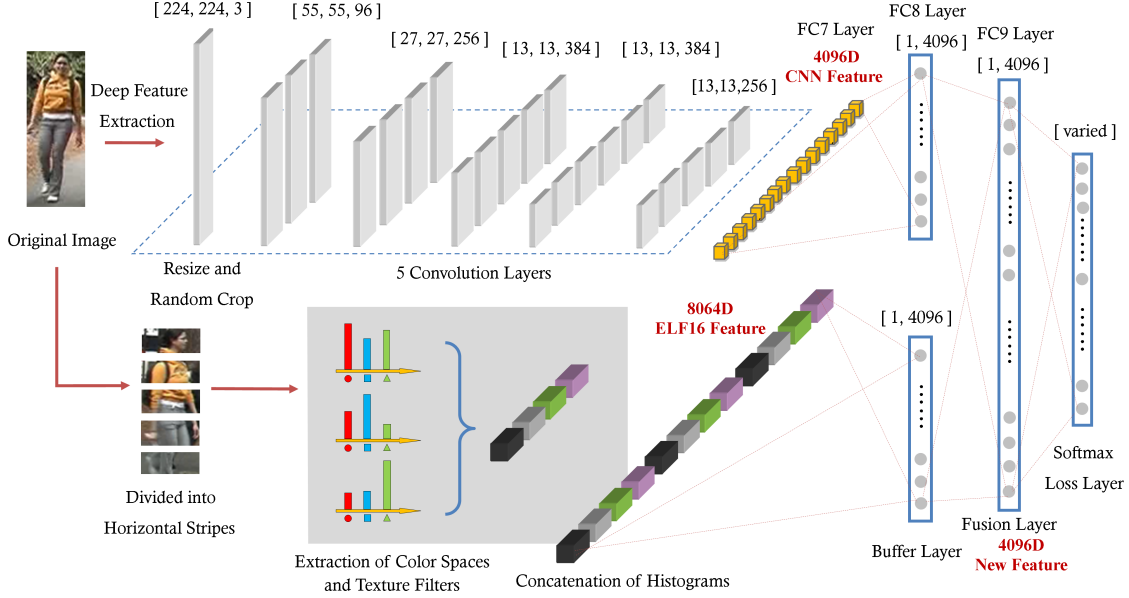 [ 224, 224, 3 ]
[ 55, 55, 96 ]
[ 27, 27, 256 ]
[ 13, 13, 384 ]
[ 13, 13, 384 ]
[13,13,256]
Deep Feature
Extraction
Original Image
Resize and
Random Crop
5 Convolution Layers
FC7 Layer
4096D
CNN Feature
FC8 Layer
[ 1, 4096 ]
FC9 Layer
[ 1, 4096 ]
[ varied ]
Divided into
Horizontal Stripes
Extraction of Color Spaces
and Texture Filters
8064D
ELF16 Feature
Concatenation of Histograms
[ 1, 4096 ]
Buffer Layer
Fusion Layer
4096D
New Feature
Softmax
Loss Layer